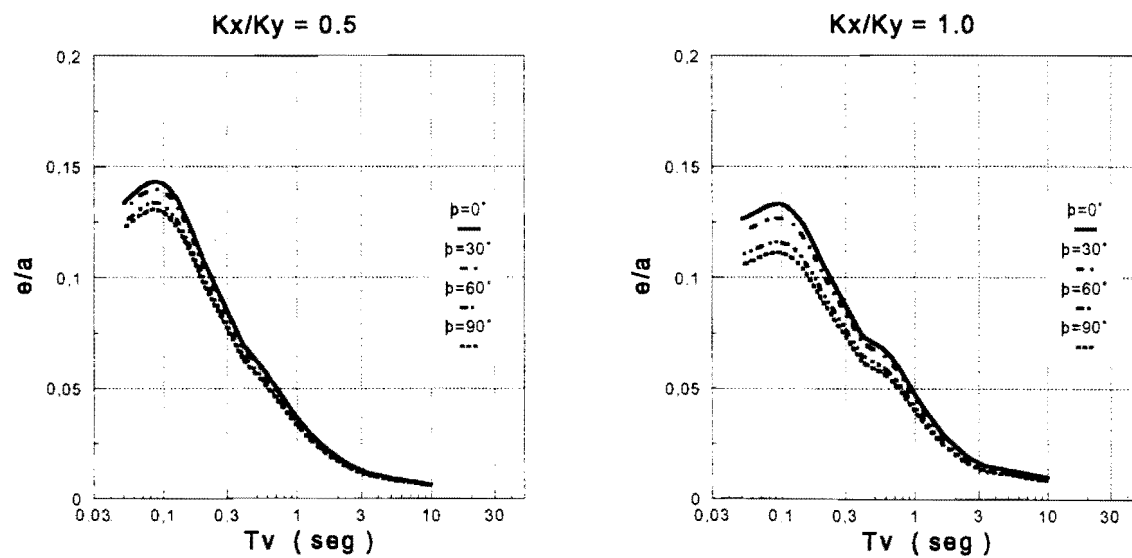 Kx/Ky = 0.5
0,2
0,15
0,1
0,05
0
e/a
þ=0°
þ=30°
þ=60°
þ=90°
0.03
0,1
0.3
1
3
10
30
Tv ( seg )
Kx/Ky = 1.0
0,2
0,15
0,1
0,05
0
e/a
þ=0°
þ=30°
þ=60°
þ=90°
0.03
0,1
0.3
1
3
10
30
Tv ( seg )